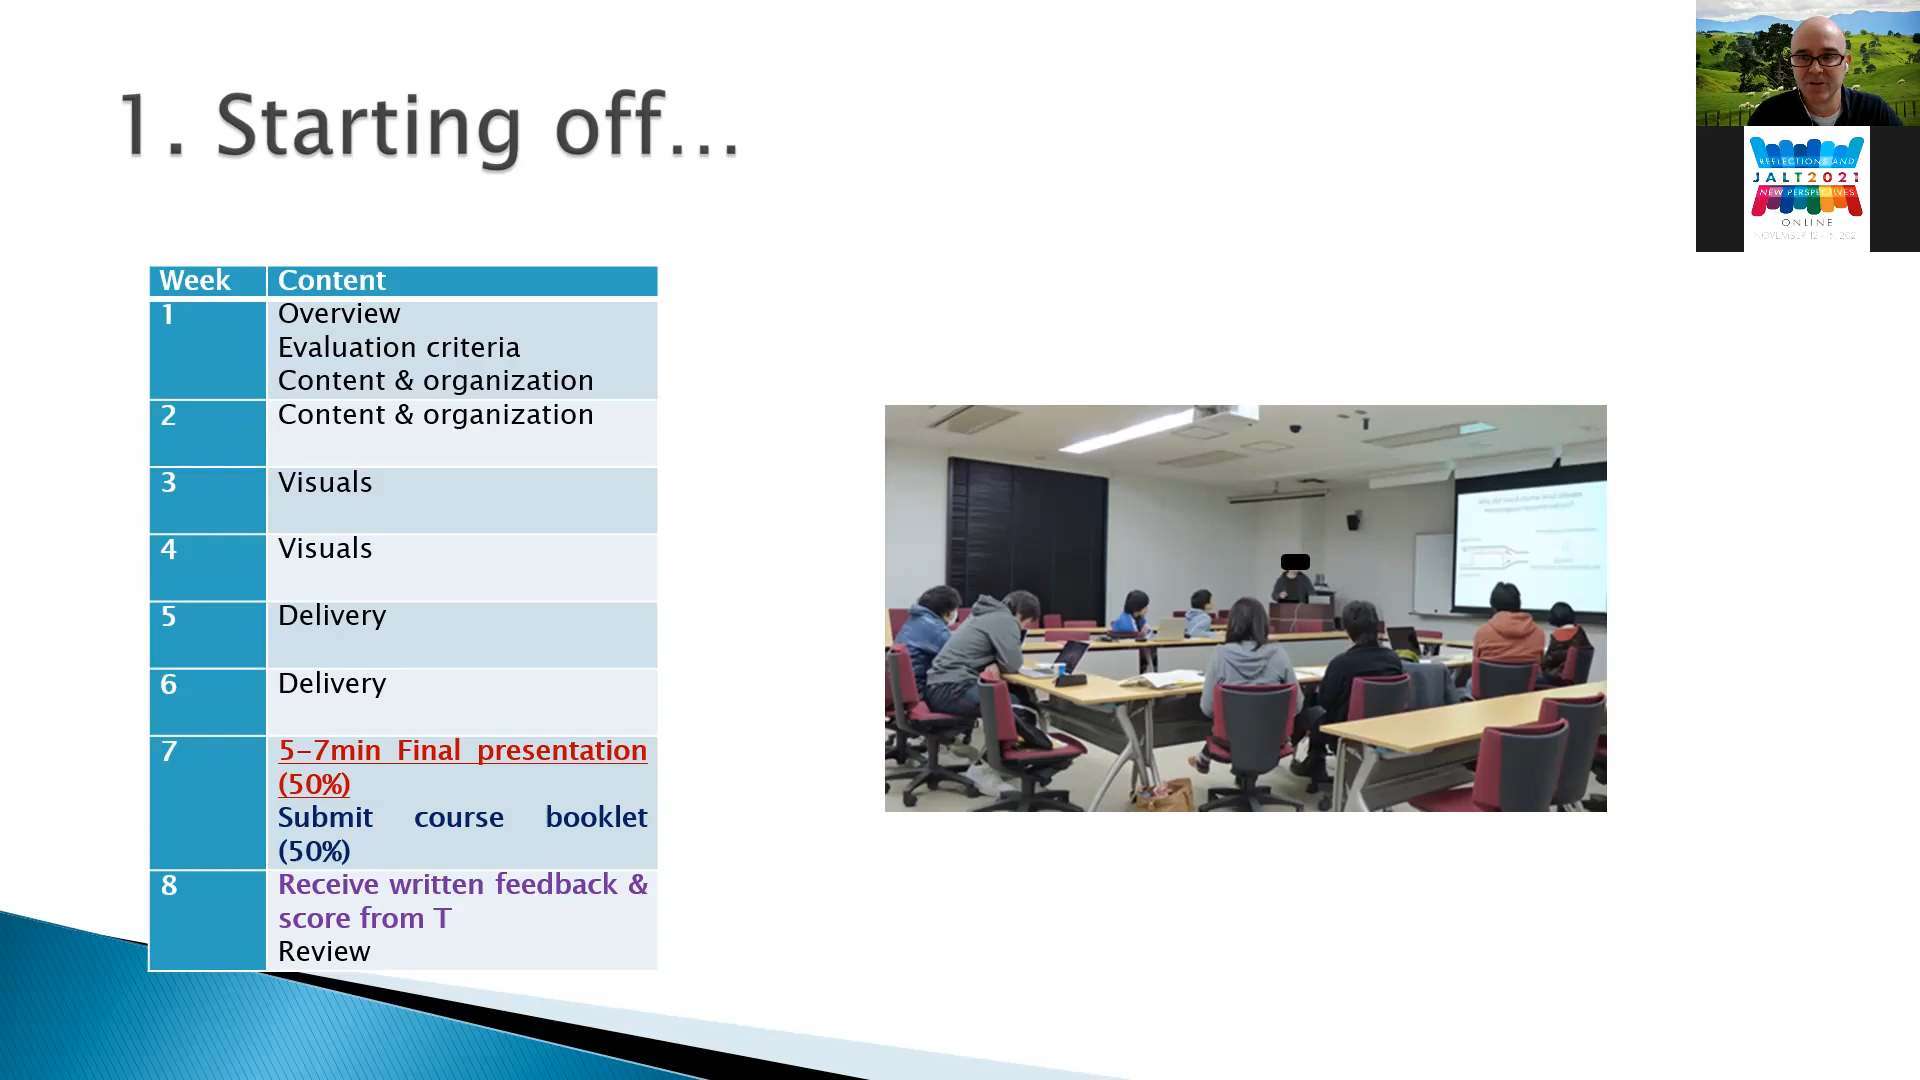 1. Starting off...
Week Content
1 Overview
Evaluation criteria
Content & organization
2 Content & organization
3 Visuals
4 Visuals
5 Delivery
6 Delivery
7 5-7min Final presentation
(50%)
Submit course booklet
(50%)
8 Receive written feedback &
score from T
Review
REFLECTIONS AND
JALT2021
NEW PERSPECTIVES
ONLINE